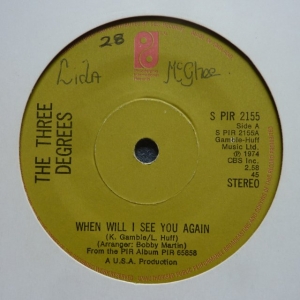 28
Lida McGhee
THE THREE
DEGREES
S PIR 2155
Side A
S PIR 2155A
Gamble-Huff
Music Ltd.
℗ 1974
CBS Inc.
2.58
45
STEREO
WHEN WILL I SEE YOU AGAIN
(K. Gamble/L. Huff)
(Arranger: Bobby Martin)
From the PIR Album PIR 65858
A U.S.A. Production